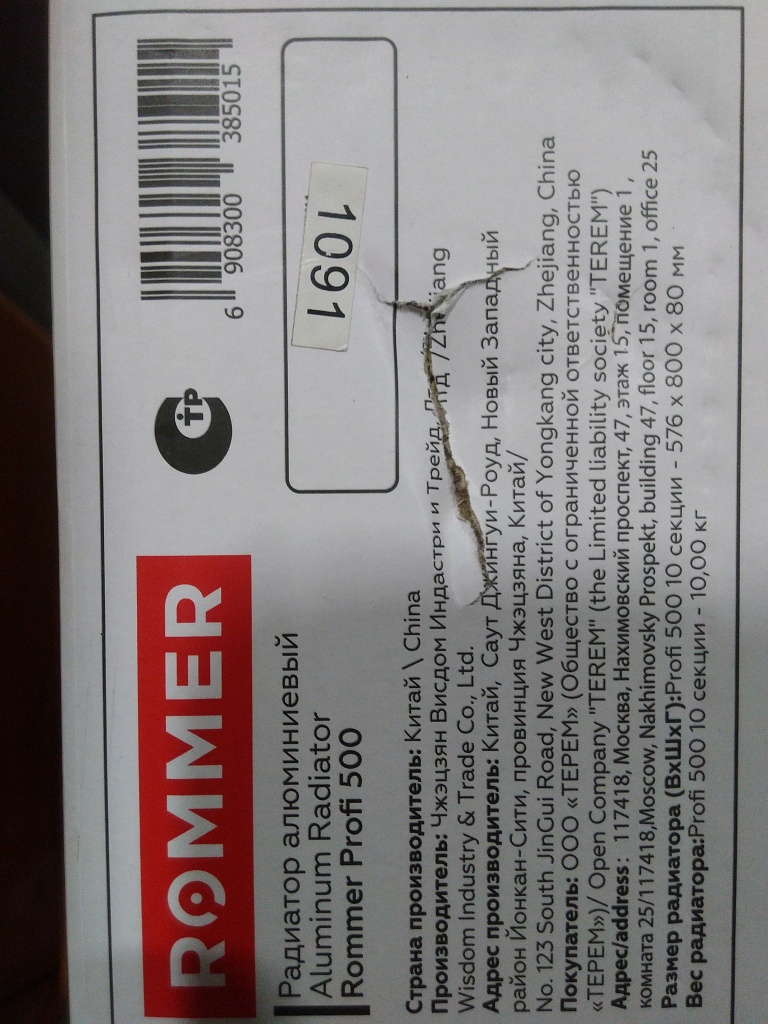 ROMMER
ТР
6 908300 385015
Радиатор алюминиевый
Aluminum Radiator
Rommer Profi 500
1091
Страна производитель: Китай \ China
Производитель: Чжэцзян Висдом Индастри и Трейд, Лтд /Zhejiang
Wisdom Industry & Trade Co., Ltd.
Адрес производитель: Китай, Саут Джингуи-Роуд, Новый Западный
район Йонкан-Сити, провинция Чжэцзяна, Китай/
No. 123 South JinGui Road, New West District of Yongkang city, Zhejiang, China
Покупатель: ООО «ТЕРЕМ» (Общество с ограниченной ответственностью
«ТЕРЕМ»)/ Open Company "TEREM" (the Limited liability society "TEREM")
Адрес/address: 117418, Москва, Нахимовский проспект, 47, этаж 15, помещение 1,
комната 25/117418,Moscow, Nakhimovsky Prospekt, building 47, floor 15, room 1, office 25
Размер радиатора (ВхШхГ):Profi 500 10 секции - 576 x 800 x 80 мм
Вес радиатора:Profi 500 10 секции - 10,00 кг